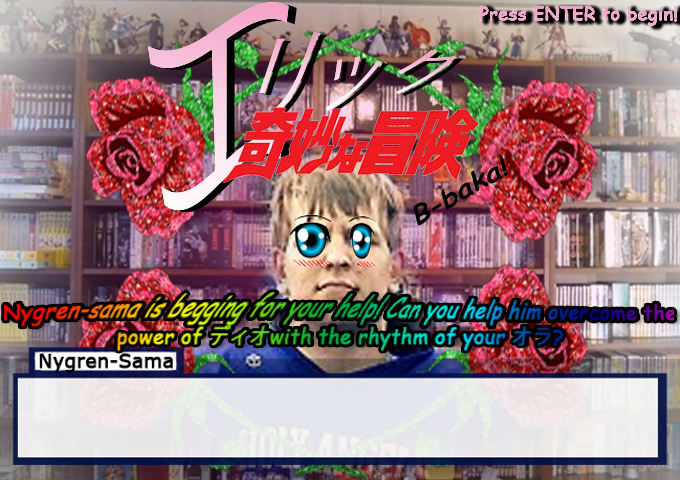 Press ENTER to begin!
エリック
奇妙な冒険
B-baka!
Nygren-sama is begging for your help! Can you help him overcome the
power of ディオwith the rhythm of your オラ?
Nygren-Sama